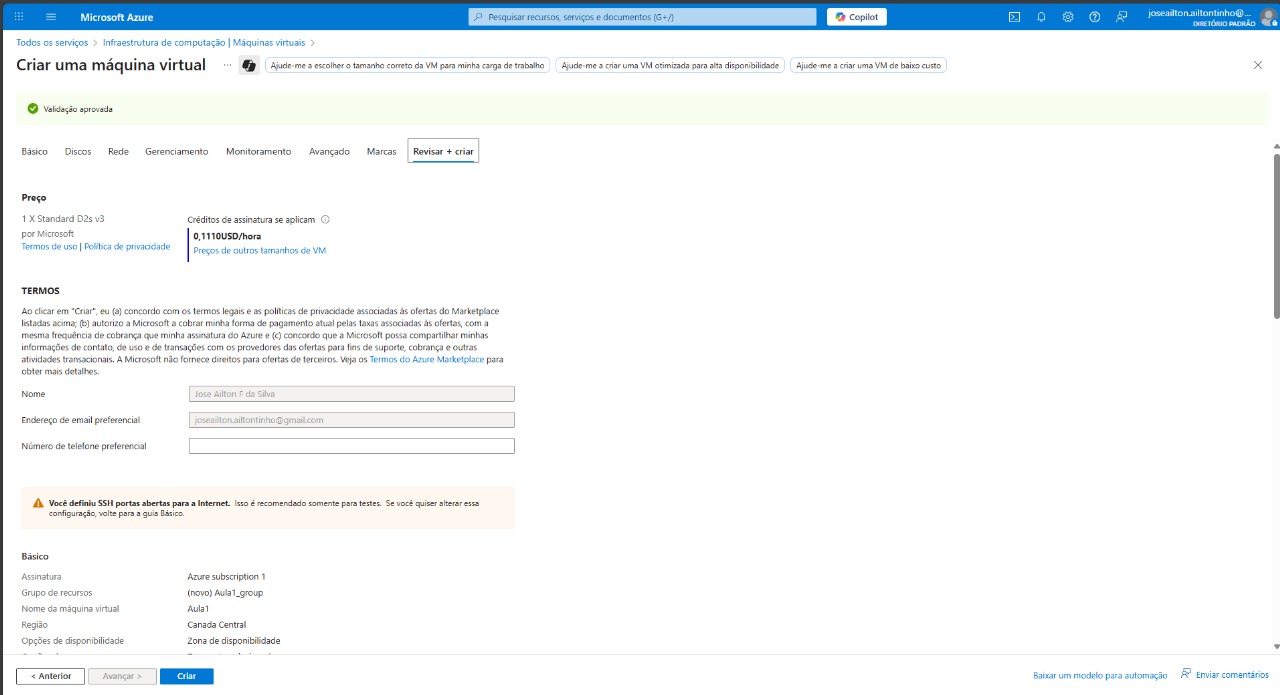 Microsoft Azure
Pesquisar recursos, serviços e documentos (G+/)
Copilot
joseailton.ailtontinho@...
DIRETÓRIO PADRÃO
Todos os serviços > Infraestrutura de computação | Máquinas virtuais >
Criar uma máquina virtual ...
Ajude-me a escolher o tamanho correto da VM para minha carga de trabalho
Ajude-me a criar uma VM otimizada para alta disponibilidade
Ajude-me a criar uma VM de baixo custo
Validação aprovada
Básico Discos Rede Gerenciamento Monitoramento Avançado Marcas Revisar + criar
Preço
1 X Standard D2s v3
por Microsoft
Termos de uso | Política de privacidade
Créditos de assinatura se aplicam
0,1110USD/hora
Preços de outros tamanhos de VM
TERMOS
Ao clicar em "Criar", eu (a) concordo com os termos legais e as políticas de privacidade associadas às ofertas do Marketplace
listadas acima; (b) autorizo a Microsoft a cobrar minha forma de pagamento atual pelas taxas associadas às ofertas, com a
mesma frequência de cobrança que minha assinatura do Azure e (c) concordo que a Microsoft possa compartilhar minhas
informações de contato, de uso e de transações com os provedores das ofertas para fins de suporte, cobrança e outras
atividades transacionais. A Microsoft não fornece direitos para ofertas de terceiros. Veja os Termos do Azure Marketplace para
obter mais detalhes.
Nome Jose Ailton F da Silva
Endereço de email preferencial joseailton.ailtontinho@gmail.com
Número de telefone preferencial
Você definiu SSH portas abertas para a Internet. Isso é recomendado somente para testes. Se você quiser alterar essa
configuração, volte para a guia Básico.
Básico
Assinatura Azure subscription 1
Grupo de recursos (novo) Aula1_group
Nome da máquina virtual Aula1
Região Canada Central
Opções de disponibilidade Zona de disponibilidade
< Anterior Avançar > Criar
Baixar um modelo para automação
Enviar comentários